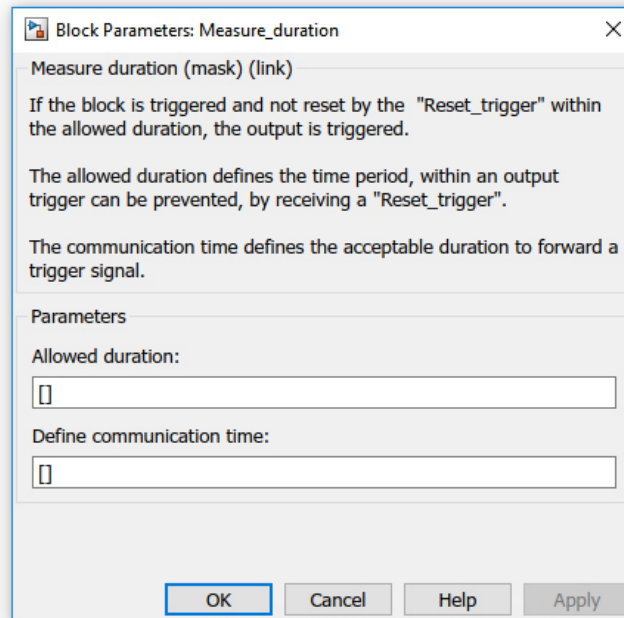 Block Parameters: Measure_duration
Measure duration (mask) (link)
If the block is triggered and not reset by the "Reset_trigger" within
the allowed duration, the output is triggered.
The allowed duration defines the time period, within an output
trigger can be prevented, by receiving a "Reset_trigger".
The communication time defines the acceptable duration to forward a
trigger signal.
Parameters
Allowed duration:
[]
Define communication time:
[]
OK Cancel Help Apply